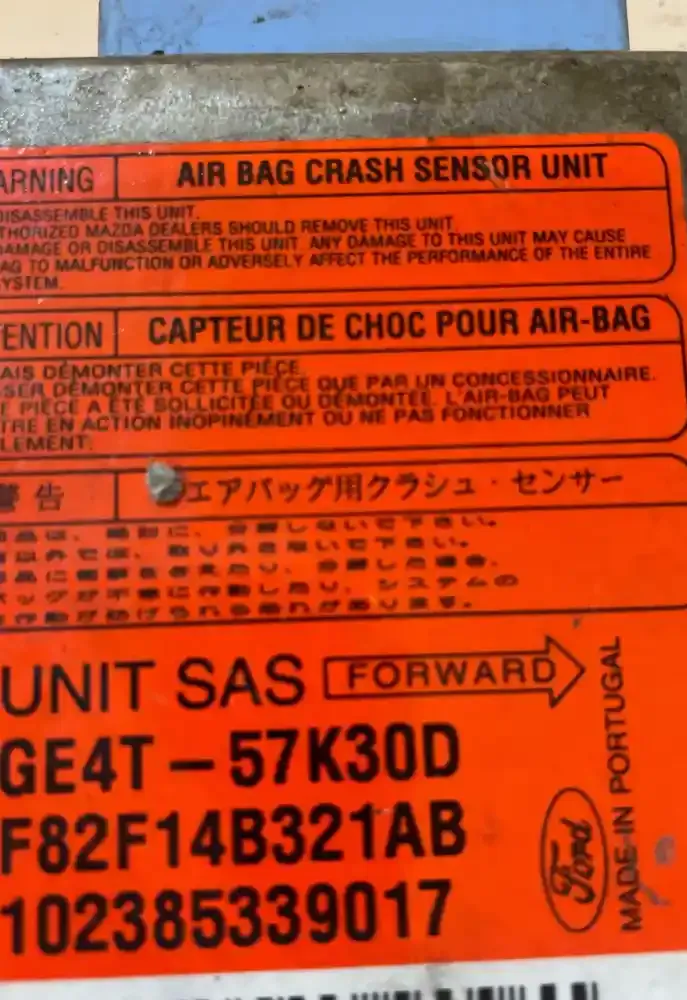 ARNING AIR BAG CRASH SENSOR UNIT
DISASSEMBLE THIS UNIT.
THORIZED MAZDA DEALERS SHOULD REMOVE THIS UNIT.
DAMAGE OR DISASSEMBLE THIS UNIT. ANY DAMAGE TO THIS UNIT MAY CAUSE
AG TO MALFUNCTION OR ADVERSELY AFFECT THE PERFORMANCE OF THE ENTIRE
YSTEM.
TENTION CAPTEUR DE CHOC POUR AIR-BAG
AIS DÉMONTER CETTE PIÈCE.
SER DÉMONTER CETTE PIÈCE QUE PAR UN CONCESSIONNAIRE.
E PIÈCE A ÉTÉ SOLLICITÉE OU DÉMONTÉE. L'AIR-BAG PEUT
TRE EN ACTION INOPINÉMENT OU NE PAS FONCTIONNER
LEMENT.
警告 エアバッグ用クラシュ・センサー
UNIT SAS FORWARD
GE4T-57K30D
F82F14B321AB
102385339017
Ford
MADE IN PORTUGAL